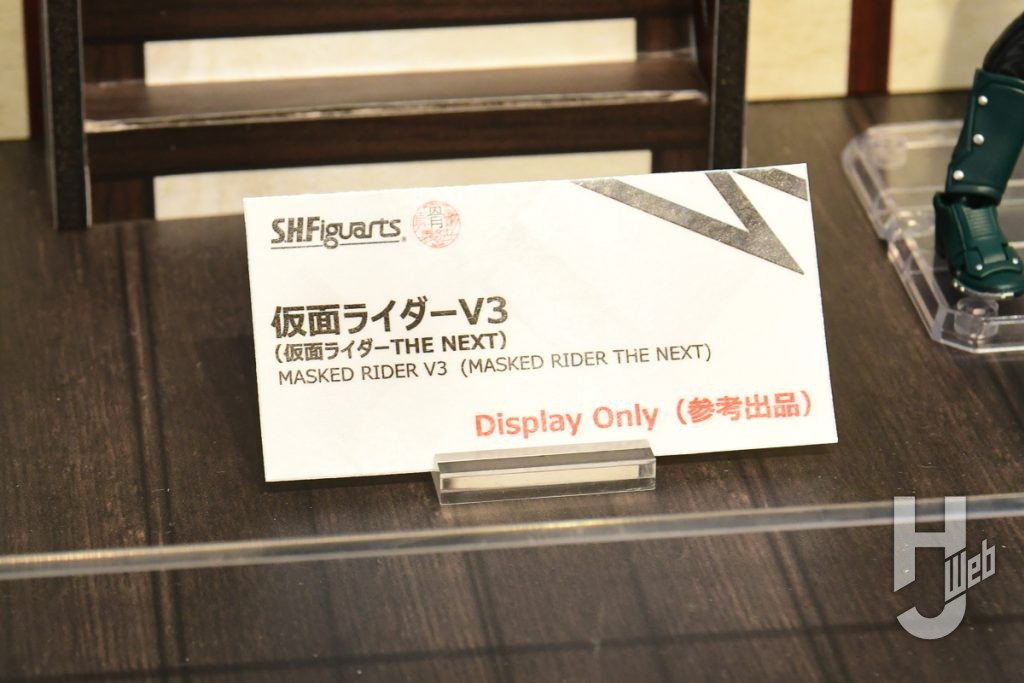 S.H.Figuarts®
仮面ライダーV3
(仮面ライダーTHE NEXT)
MASKED RIDER V3 (MASKED RIDER THE NEXT)
Display Only (参考出品)
HJ Web